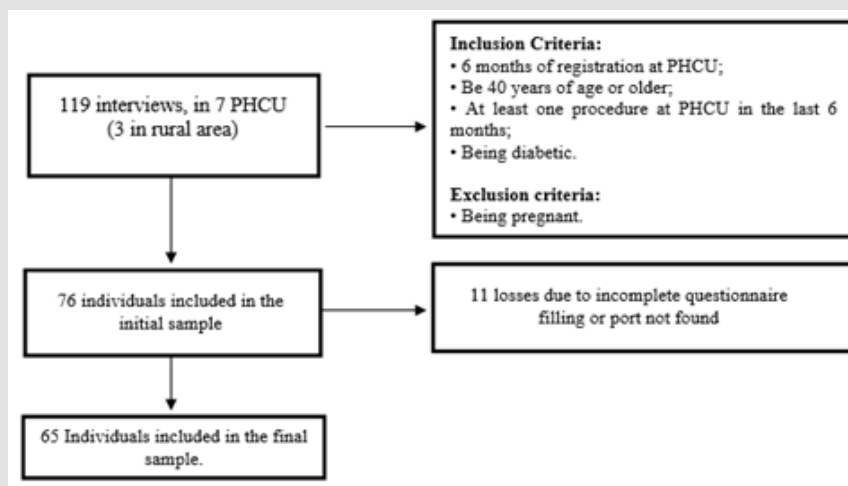 119 interviews, in 7 PHCU
(3 in rural area)
Inclusion Criteria:
• 6 months of registration at PHCU;
• Be 40 years of age or older;
• At least one procedure at PHCU in the last 6
months;
• Being diabetic.
Exclusion criteria:
• Being pregnant.
76 individuals included in the
initial sample
11 losses due to incomplete questionnaire
filling or port not found
65 Individuals included in the final
sample.